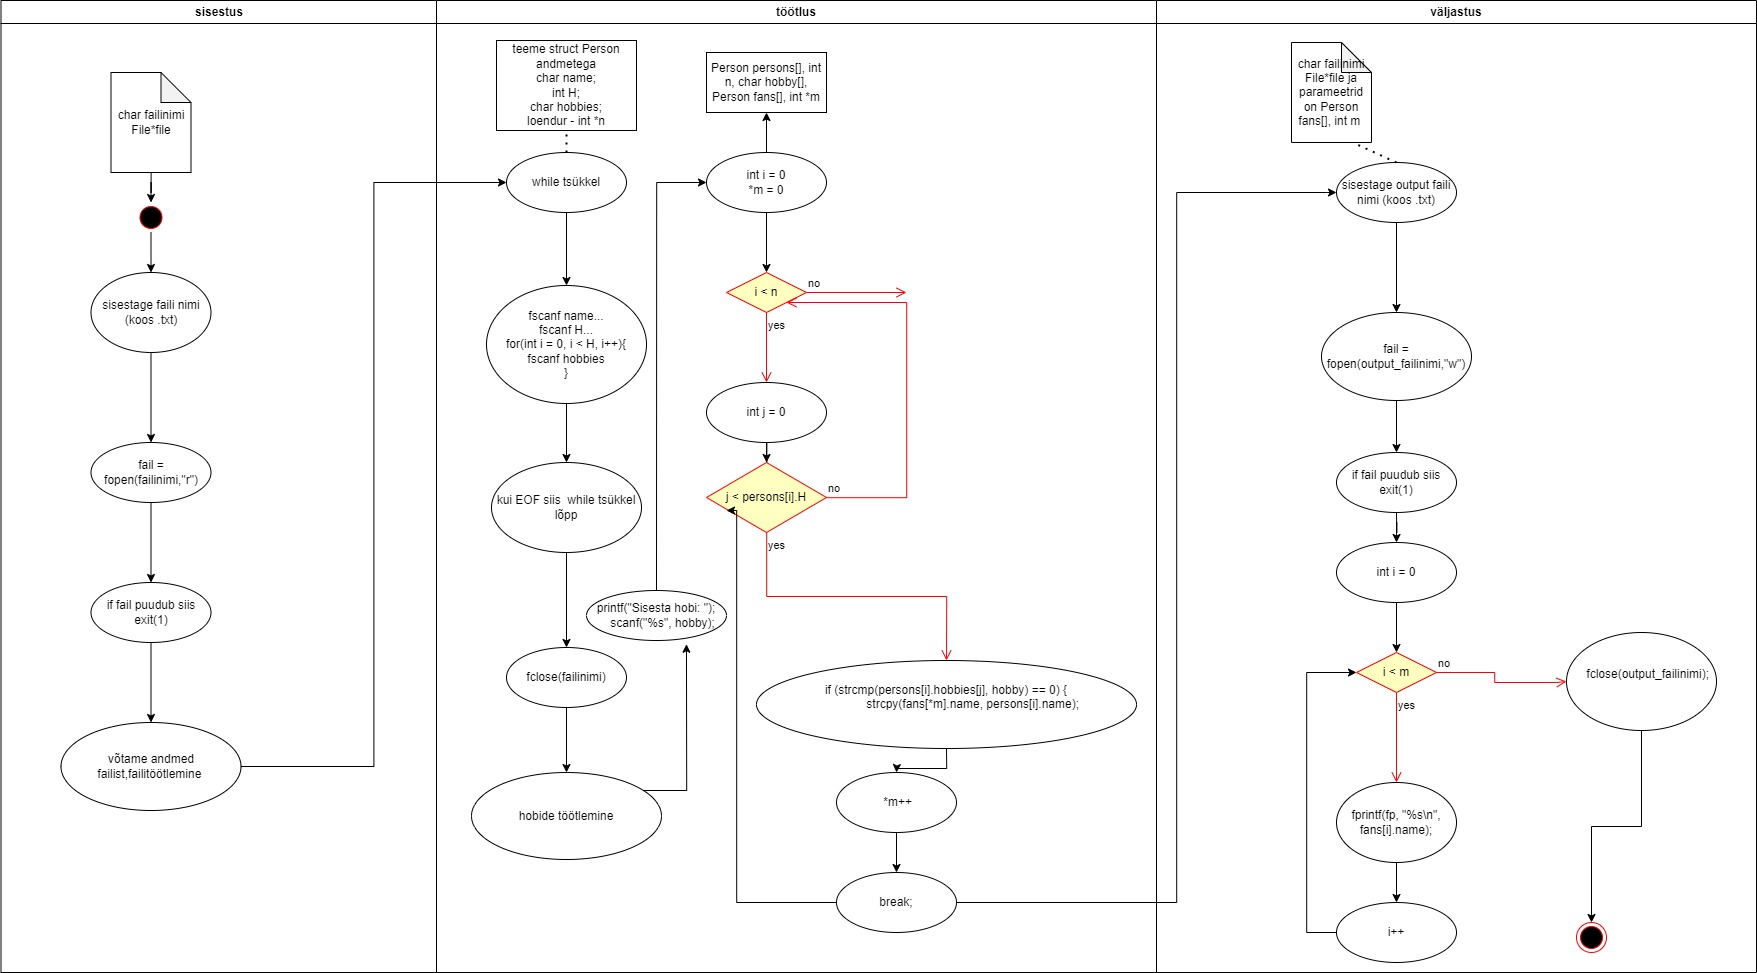 sisestus
char failinimi
File*file
sisestage faili nimi
(koos .txt)
fail =
fopen(failinimi,"r")
if fail puudub siis
exit(1)
võtame andmed
failist,failitöötlemine
töötlus
teeme struct Person
andmetega
char name;
int H;
char hobbies;
loendur - int *n
while tsükkel
fscanf name...
fscanf H...
for(int i = 0, i < H, i++){
fscanf hobbies
}
kui EOF siis  while tsükkel
lõpp
fclose(failinimi)
hobide töötlemine
printf("Sisesta hobi: ");
scanf("%s", hobby);
Person persons[], int
n, char hobby[],
Person fans[], int *m
int i = 0
*m = 0
i < n
no
yes
int j = 0
j < persons[i].H
no
yes
if (strcmp(persons[i].hobbies[j], hobby) == 0) {
strcpy(fans[*m].name, persons[i].name);
*m++
break;
väljastus
char failinimi
File*file ja
parameetrid
on Person
fans[], int m
sisestage output faili
nimi (koos .txt)
fail =
fopen(output_failinimi,"w")
if fail puudub siis
exit(1)
int i = 0
i < m
no
yes
fclose(output_failinimi);
fprintf(fp, "%s\n",
fans[i].name);
i++